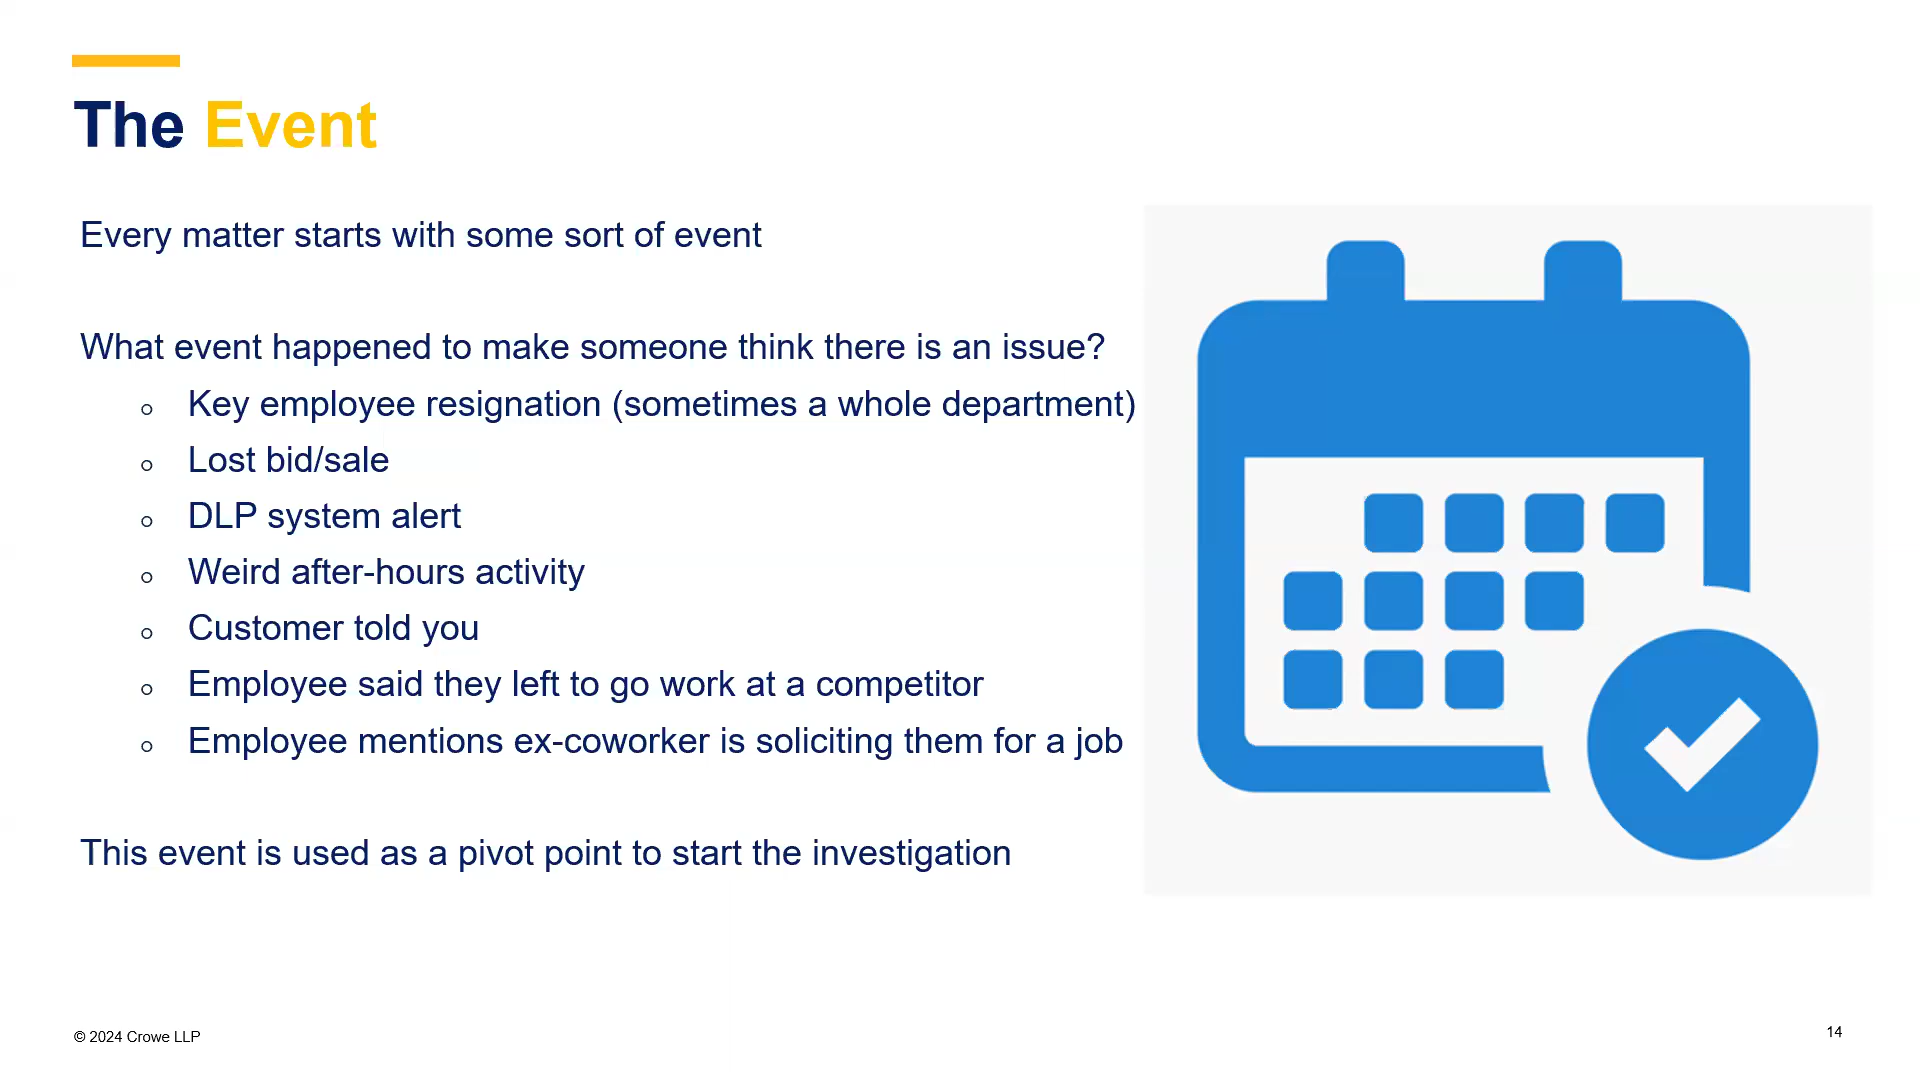 The Event
Every matter starts with some sort of event
What event happened to make someone think there is an issue?
o Key employee resignation (sometimes a whole department)
o Lost bid/sale
o DLP system alert
o Weird after-hours activity
o Customer told you
o Employee said they left to go work at a competitor
o Employee mentions ex-coworker is soliciting them for a job
This event is used as a pivot point to start the investigation
© 2024 Crowe LLP
14